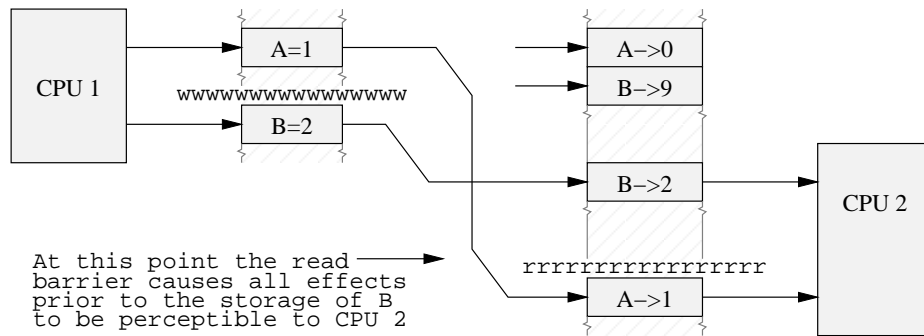 CPU 1
A=1
wwwwwwwwwwwwwwww
B=2
A->0
B->9
B->2
CPU 2
At this point the read
barrier causes all effects
prior to the storage of B
to be perceptible to CPU 2
rrrrrrrrrrrrrrrrr
A->1